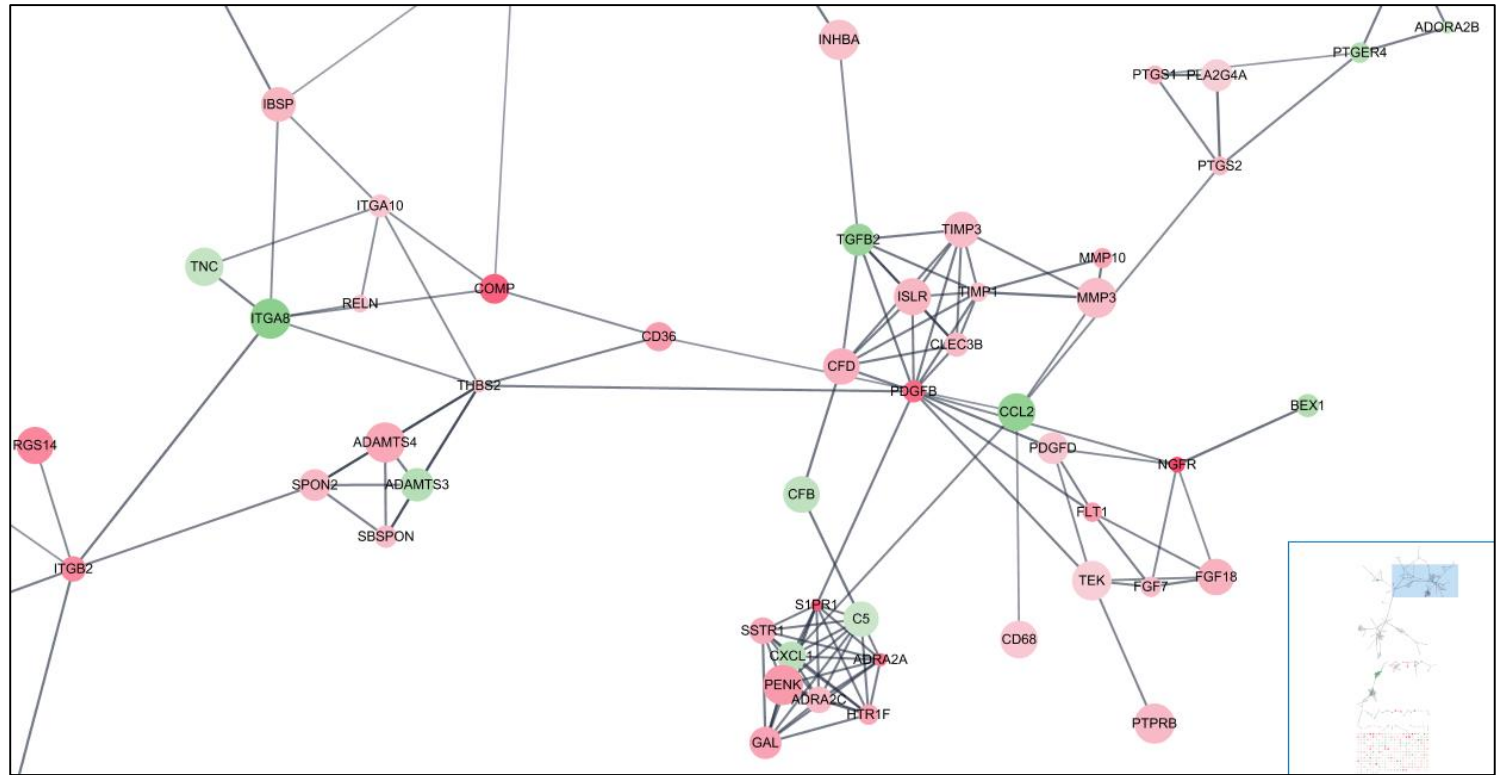 ADORA2B
INHBA
PTGER4
PTGS1
PLA2G4A
IBSP
PTGS2
ITGA10
TIMP3
TGFB2
MMP10
TNC
COMP
ISLR
TIMP1
MMP3
RELN
ITGA8
CD36
CLEC3B
CFD
THBS2
PDGFB
BEX1
CCL2
RGS14
ADAMTS4
PDGFD
NGFR
SPON2
ADAMTS3
CFB
FLT1
SBSPON
ITGB2
TEK
FGF7
FGF18
S1PR1
C5
SSTR1
CD68
CXCL1
ADRA2A
PENK
ADRA2C
HTR1F
PTPRB
GAL